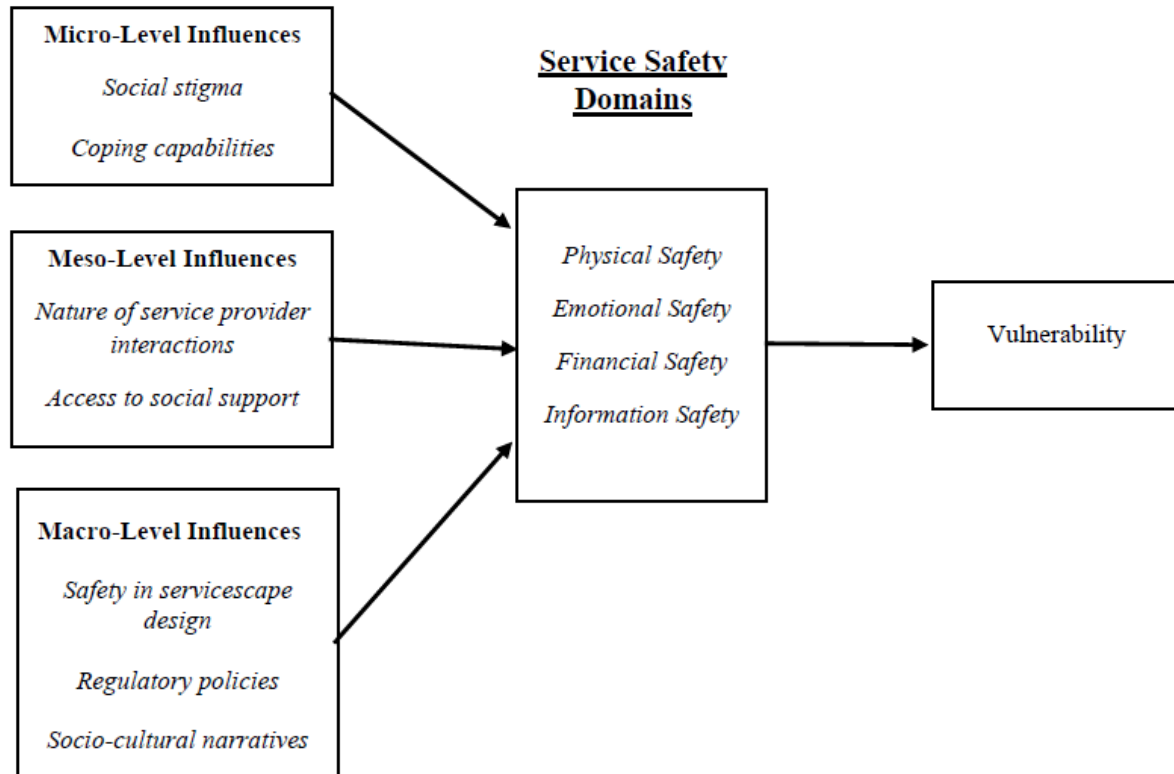 Micro-Level Influences
Social stigma
Coping capabilities
Service Safety
Domains
Meso-Level Influences
Nature of service provider
interactions
Access to social support
Physical Safety
Emotional Safety
Financial Safety
Information Safety
Vulnerability
Macro-Level Influences
Safety in servicescape
design
Regulatory policies
Socio-cultural narratives